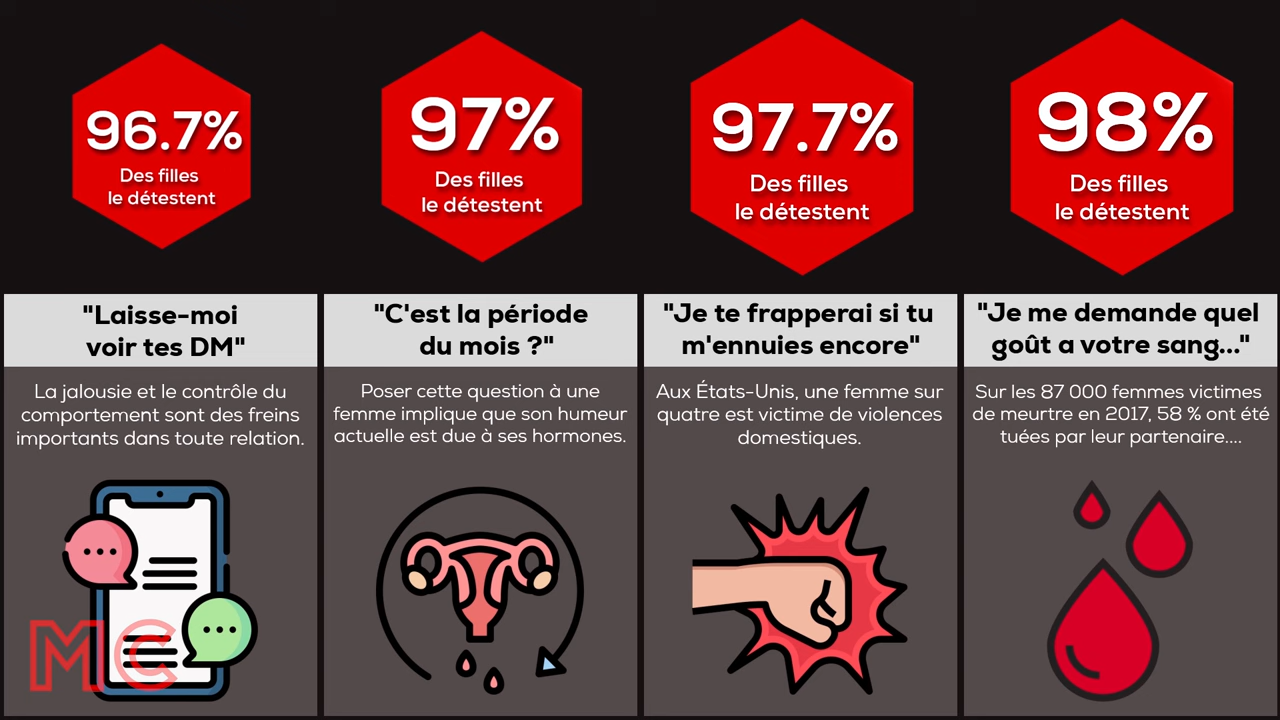 96.7%
Des filles
le détestent
"Laisse-moi
voir tes DM"
La jalousie et le contrôle du
comportement sont des freins
importants dans toute relation.
MC
97%
Des filles
le détestent
"C'est la période
du mois ?"
Poser cette question à une
femme implique que son humeur
actuelle est due à ses hormones.
97.7%
Des filles
le détestent
"Je te frapperai si tu
m'ennuies encore"
Aux États-Unis, une femme sur
quatre est victime de violences
domestiques.
98%
Des filles
le détestent
"Je me demande quel
goût a votre sang..."
Sur les 87 000 femmes victimes
de meurtre en 2017, 58 % ont été
tuées par leur partenaire....